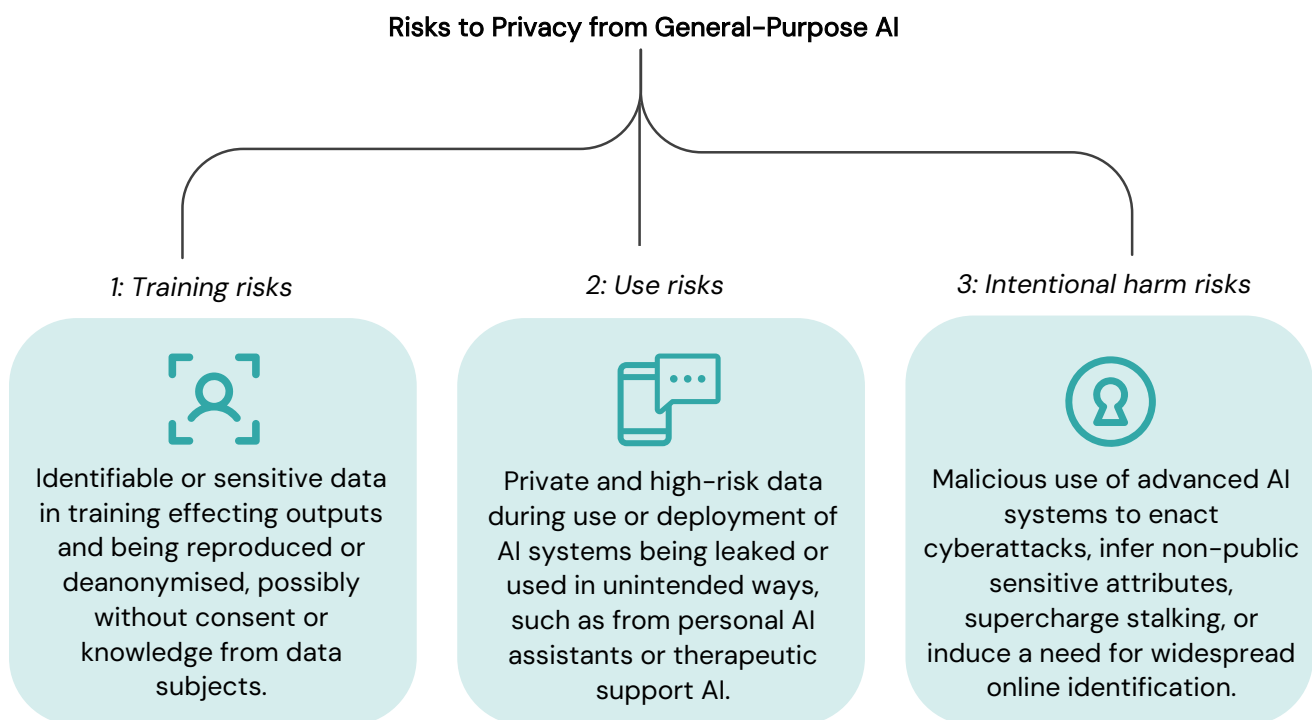 Risks to Privacy from General-Purpose AI
1: Training risks
Identifiable or sensitive data
in training effecting outputs
and being reproduced or
deanonymised, possibly
without consent or
knowledge from data
subjects.
2: Use risks
Private and high-risk data
during use or deployment of
AI systems being leaked or
used in unintended ways,
such as from personal AI
assistants or therapeutic
support AI.
3: Intentional harm risks
Malicious use of advanced AI
systems to enact
cyberattacks, infer non-public
sensitive attributes,
supercharge stalking, or
induce a need for widespread
online identification.